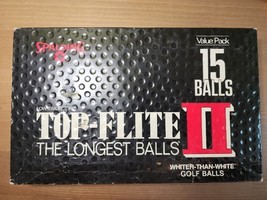 Value Pack
SPALDING
15
BALLS
TOP-FLITE II
THE LONGEST BALLS
WHITER-THAN-WHITE
GOLF BALLS